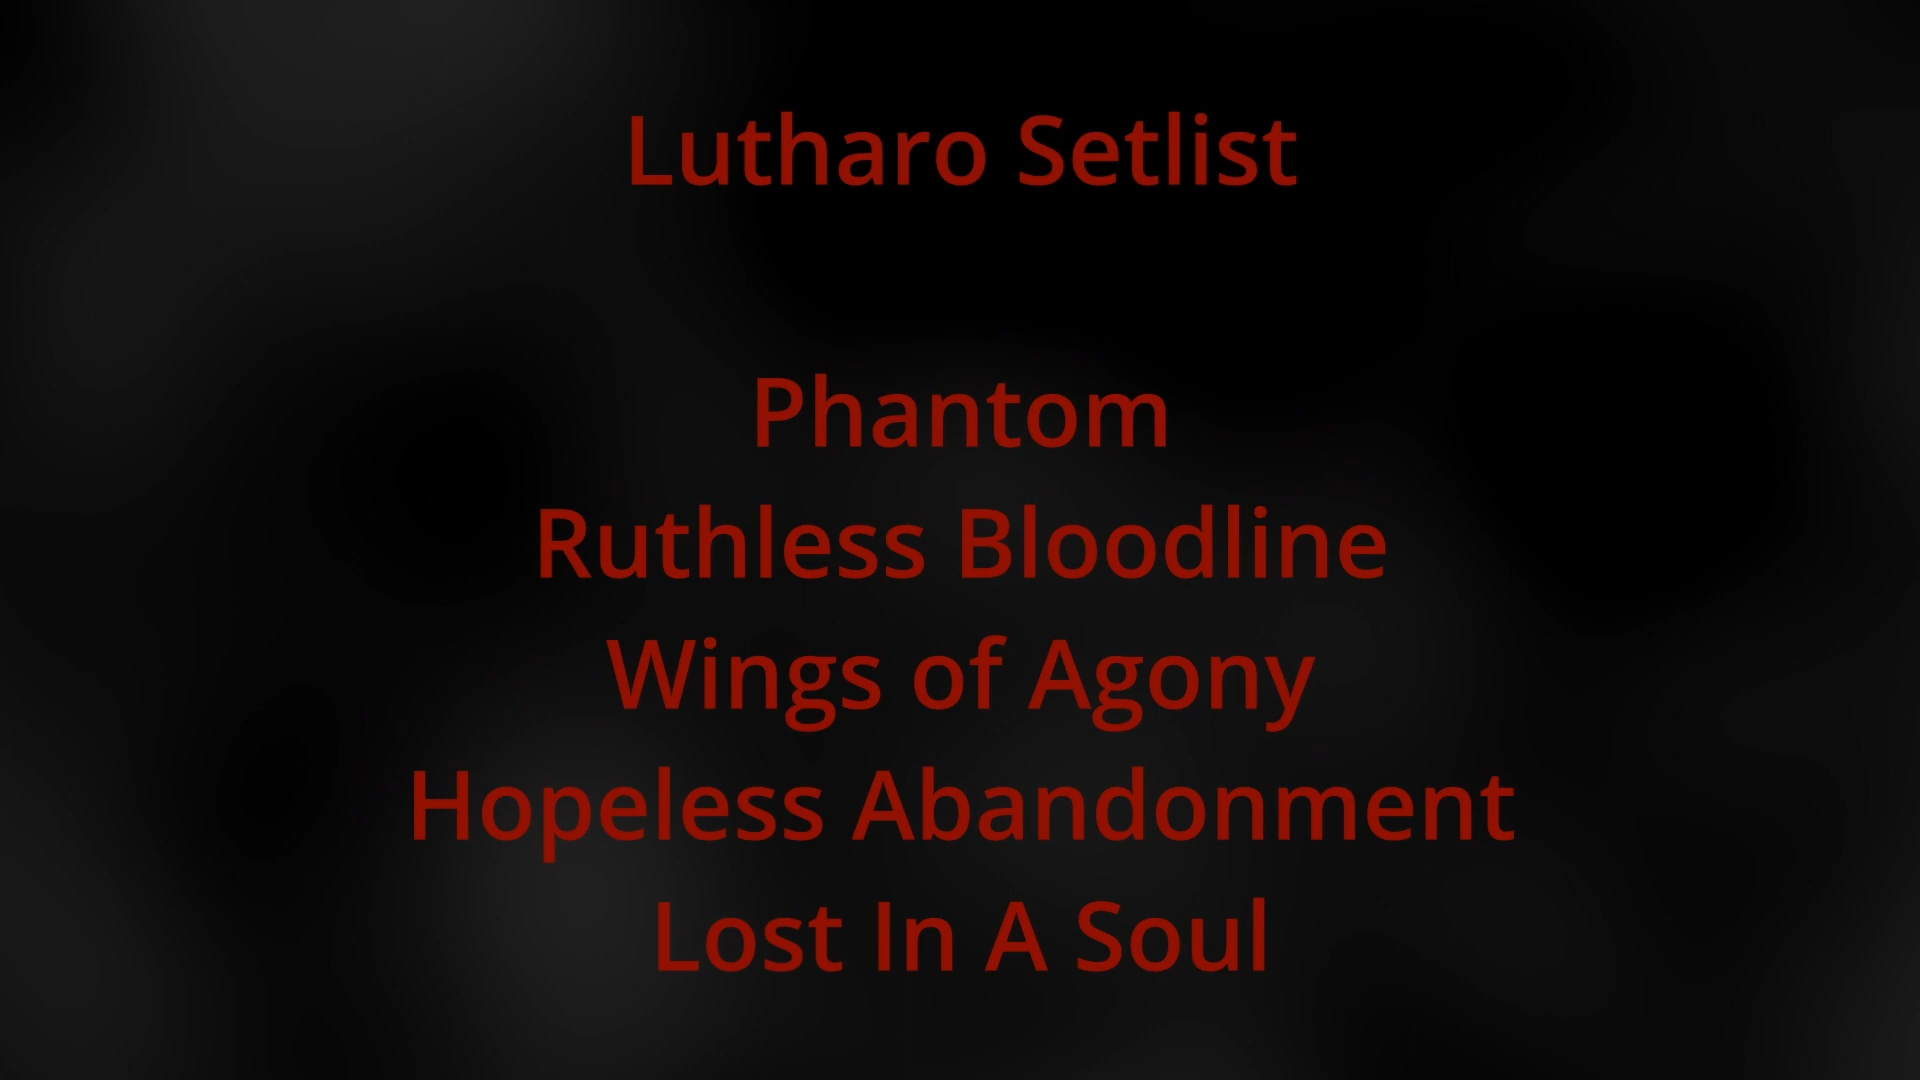 Lutharo Setlist
Phantom
Ruthless Bloodline
Wings of Agony
Hopeless Abandonment
Lost In A Soul